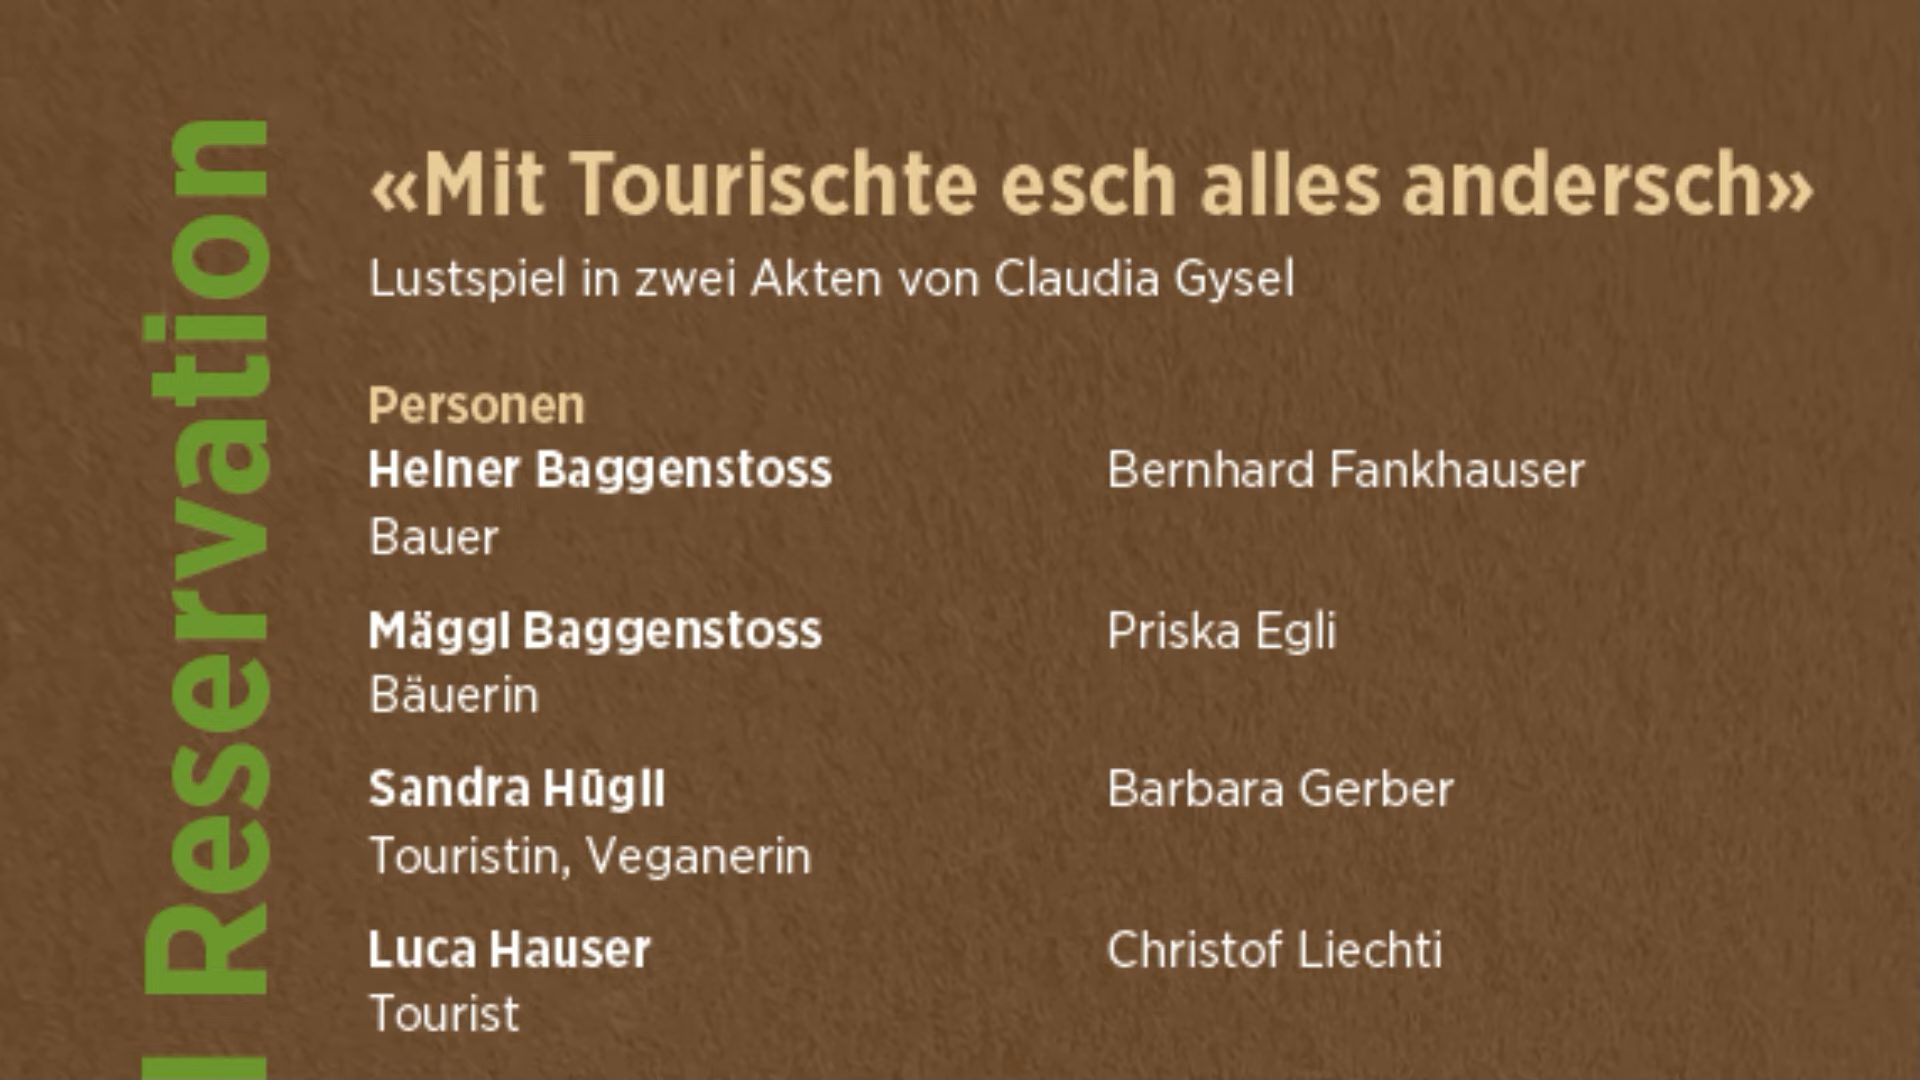 Reservation
«Mit Tourischte esch alles andersch»
Lustspiel in zwei Akten von Claudia Gysel
Personen
Heiner Baggenstoss Bernhard Fankhauser
Bauer
Mäggi Baggenstoss Priska Egli
Bäuerin
Sandra Hügli Barbara Gerber
Touristin, Veganerin
Luca Hauser Christof Liechti
Tourist